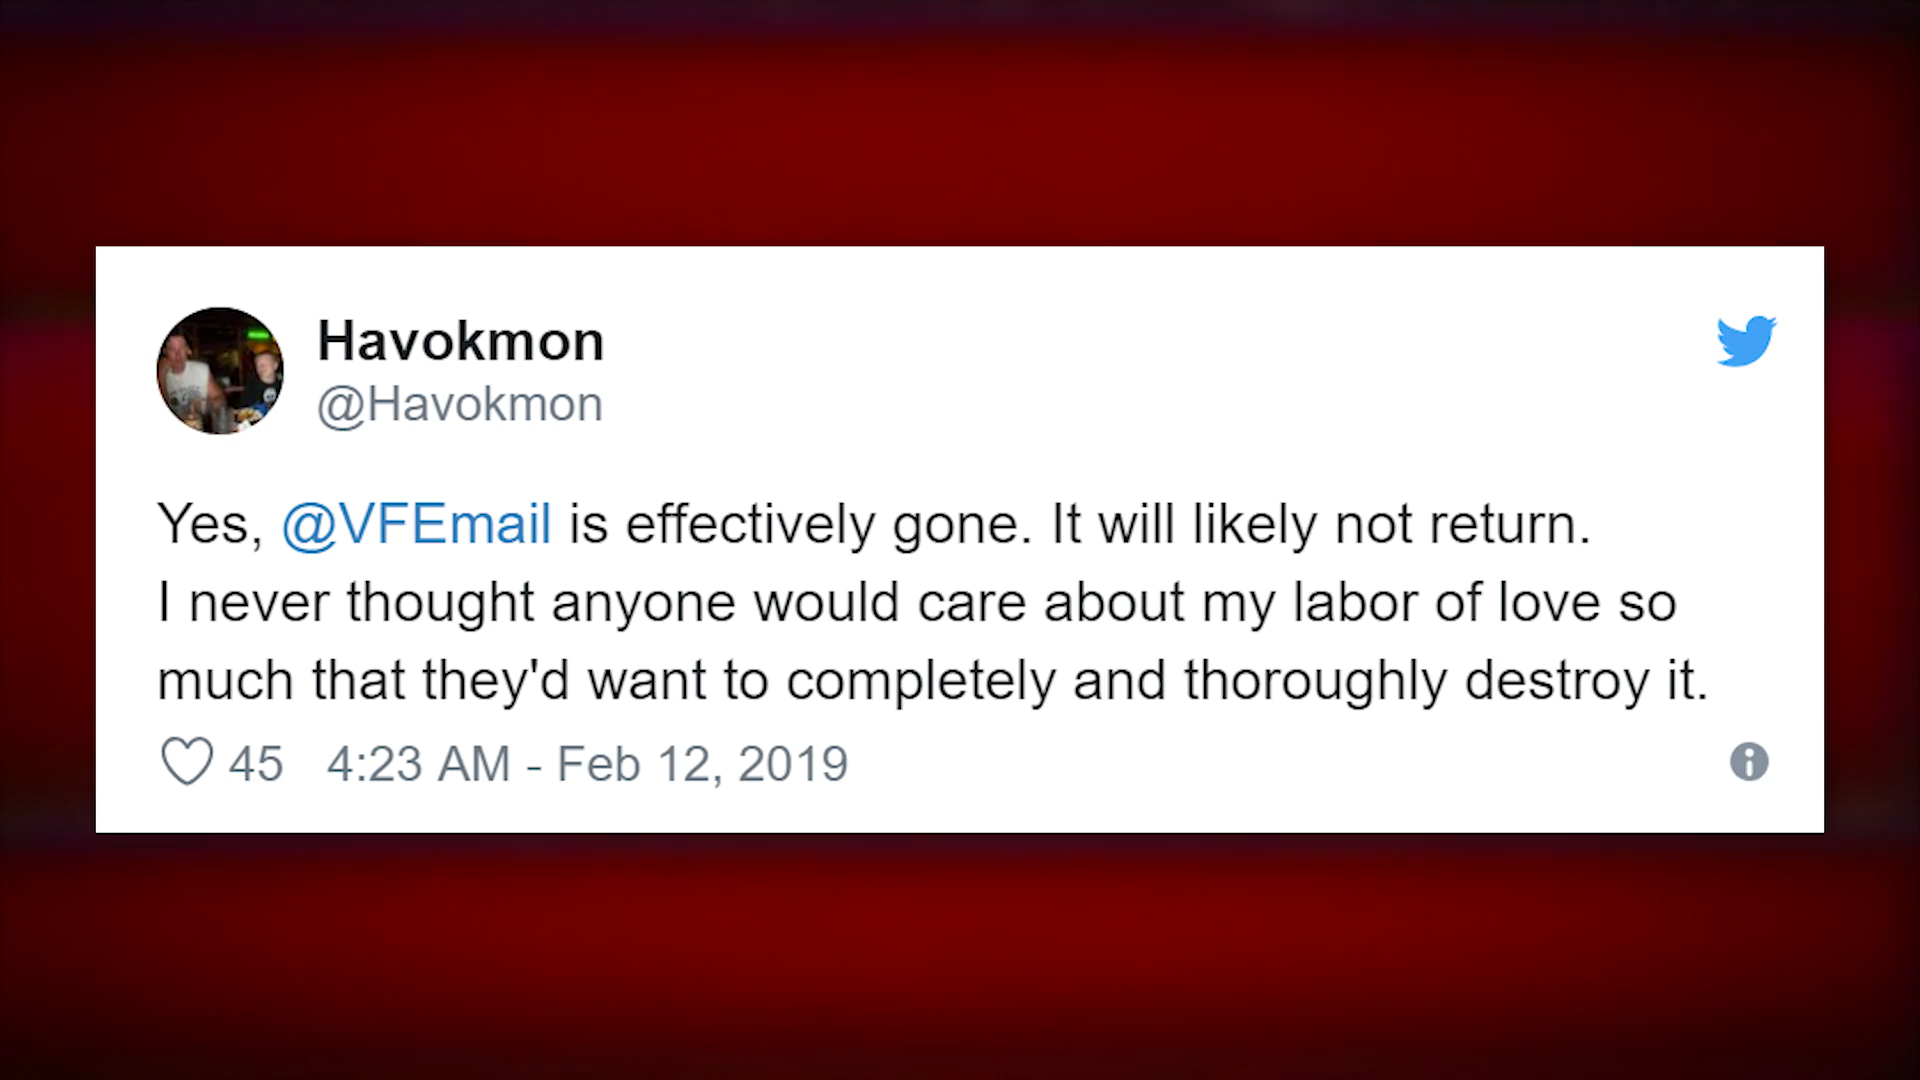 Havokmon
@Havokmon
Yes, @VFEmail is effectively gone. It will likely not return.
I never thought anyone would care about my labor of love so
much that they'd want to completely and thoroughly destroy it.
45 4:23 AM - Feb 12, 2019